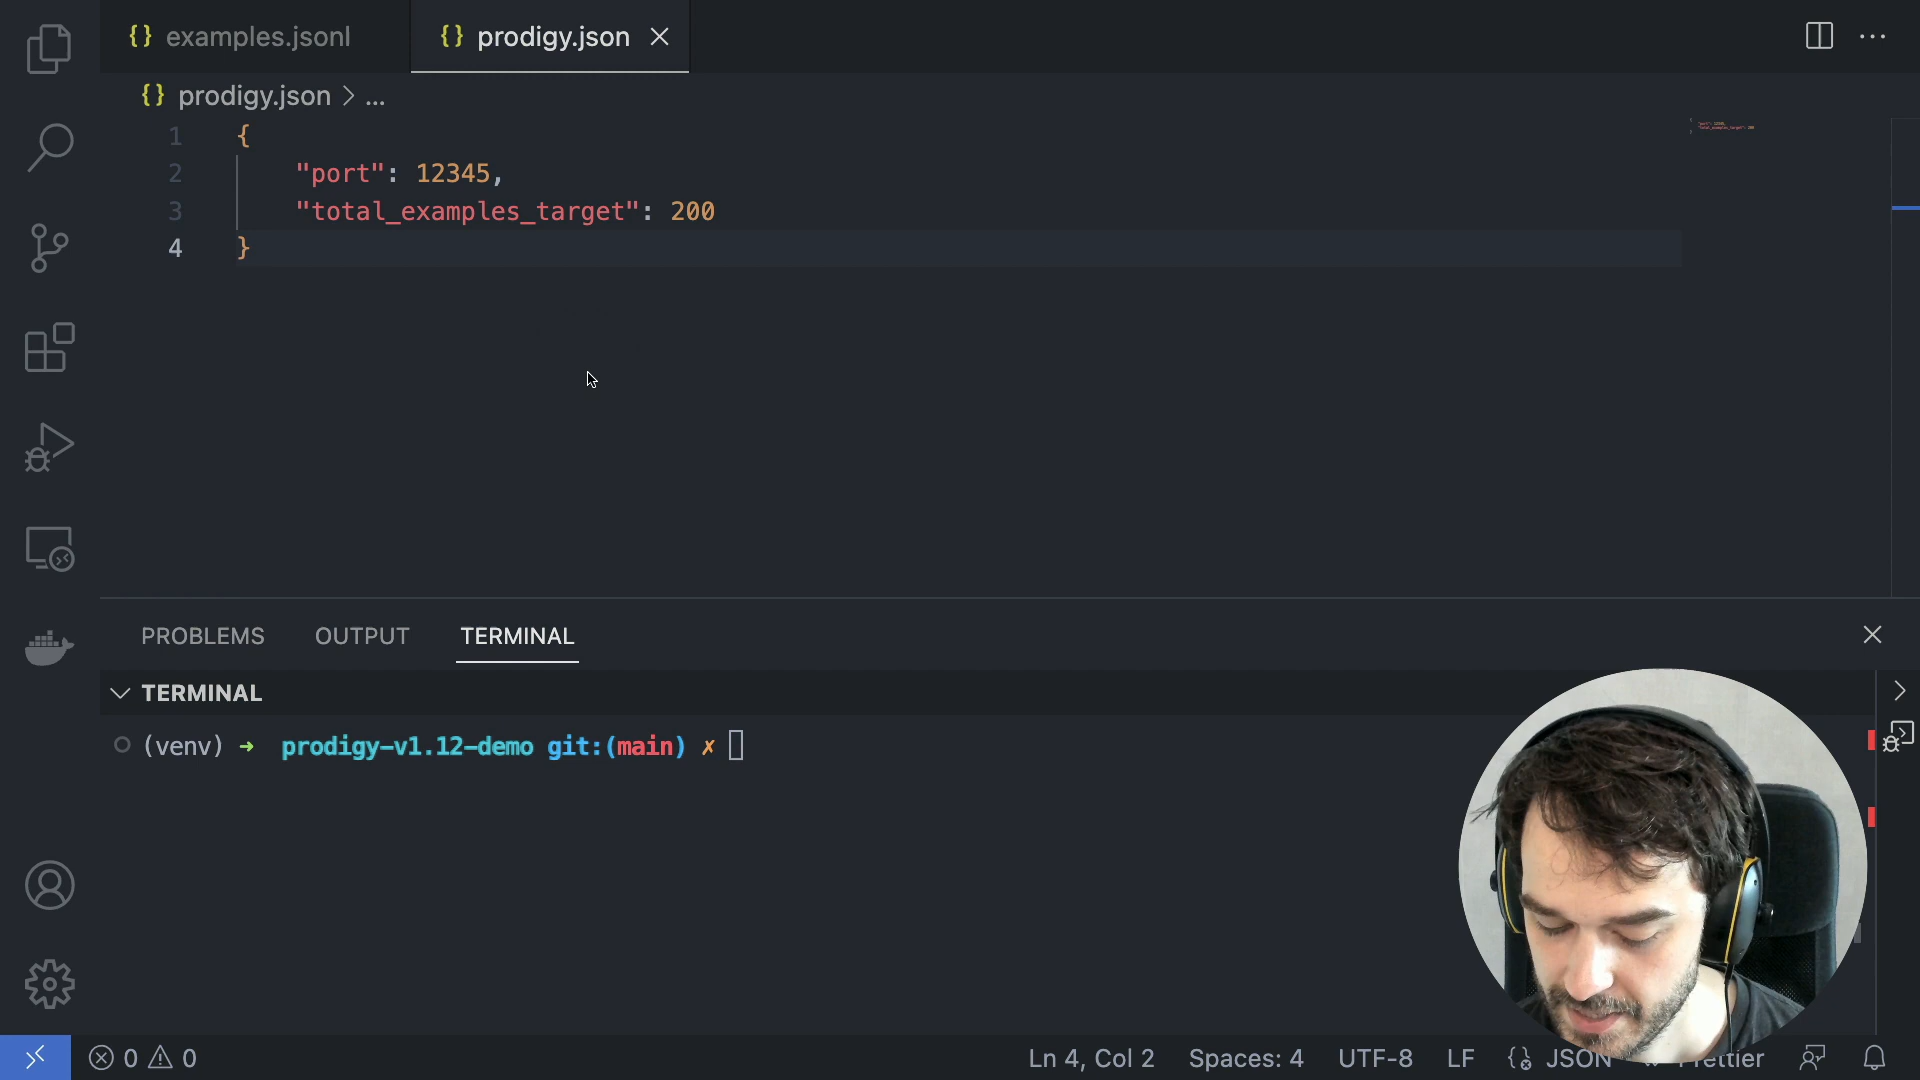 {} examples.jsonl
{} prodigy.json
{} prodigy.json > ...
1 {
2 "port": 12345,
3 "total_examples_target": 200
4 }
PROBLEMS OUTPUT TERMINAL
TERMINAL
(venv) → prodigy-v1.12-demo git:(main) ✗
0 0
Ln 4, Col 2 Spaces: 4 UTF-8 LF JSON Prettier